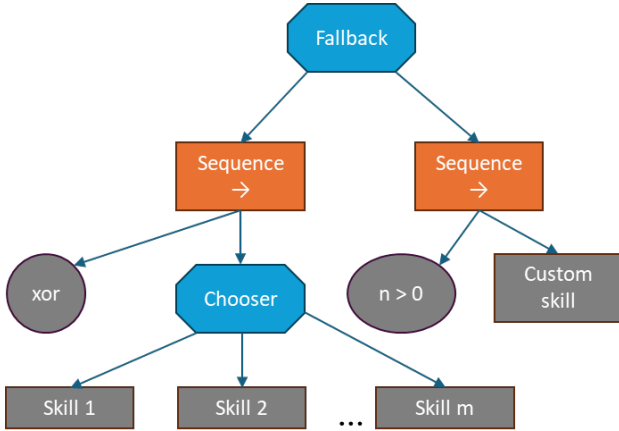 Fallback
Sequence
→
Sequence
→
xor
Chooser
n > 0
Custom
skill
Skill 1
Skill 2
...
Skill m